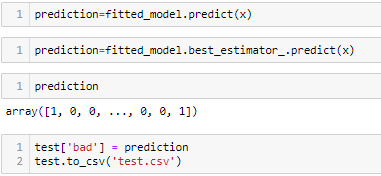 1 prediction=fitted_model.predict(x)
1 prediction=fitted_model.best_estimator_.predict(x)
1 prediction
array([1, 0, 0, ..., 0, 0, 1])
1 test['bad'] = prediction
2 test.to_csv('test.csv')